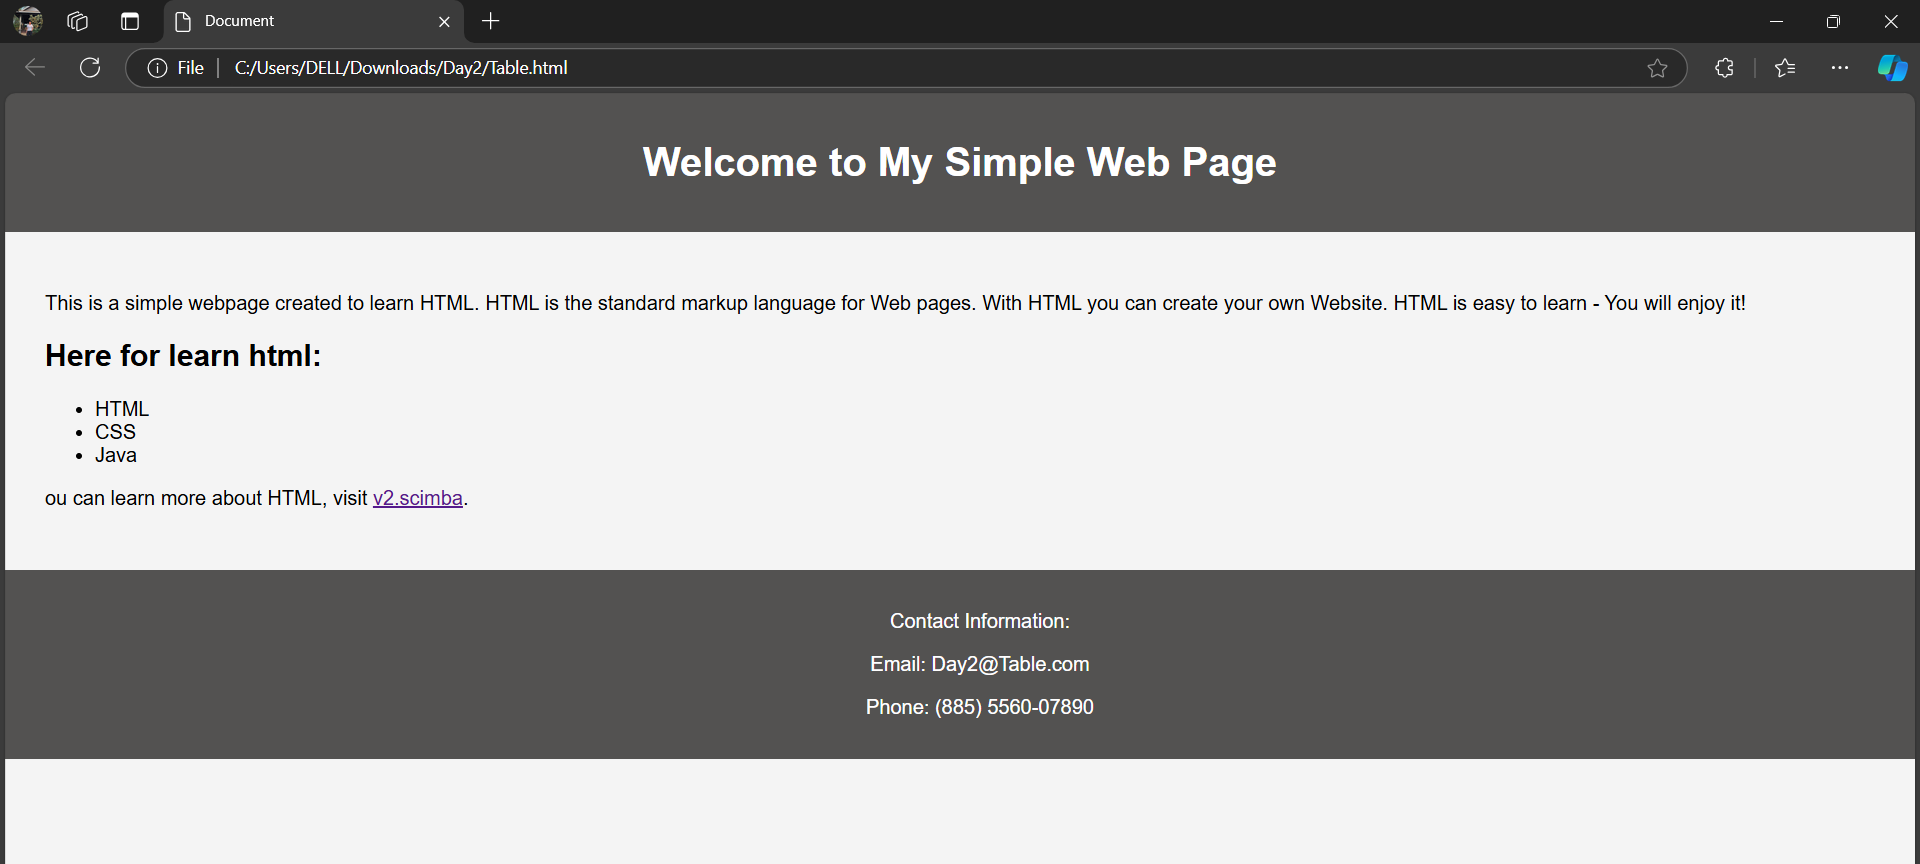 Document
File
C:/Users/DELL/Downloads/Day2/Table.html
Welcome to My Simple Web Page
This is a simple webpage created to learn HTML. HTML is the standard markup language for Web pages. With HTML you can create your own Website. HTML is easy to learn - You will enjoy it!
Here for learn html:
• HTML
• CSS
• Java
ou can learn more about HTML, visit v2.scimba.
Contact Information:
Email: Day2@Table.com
Phone: (885) 5560-07890